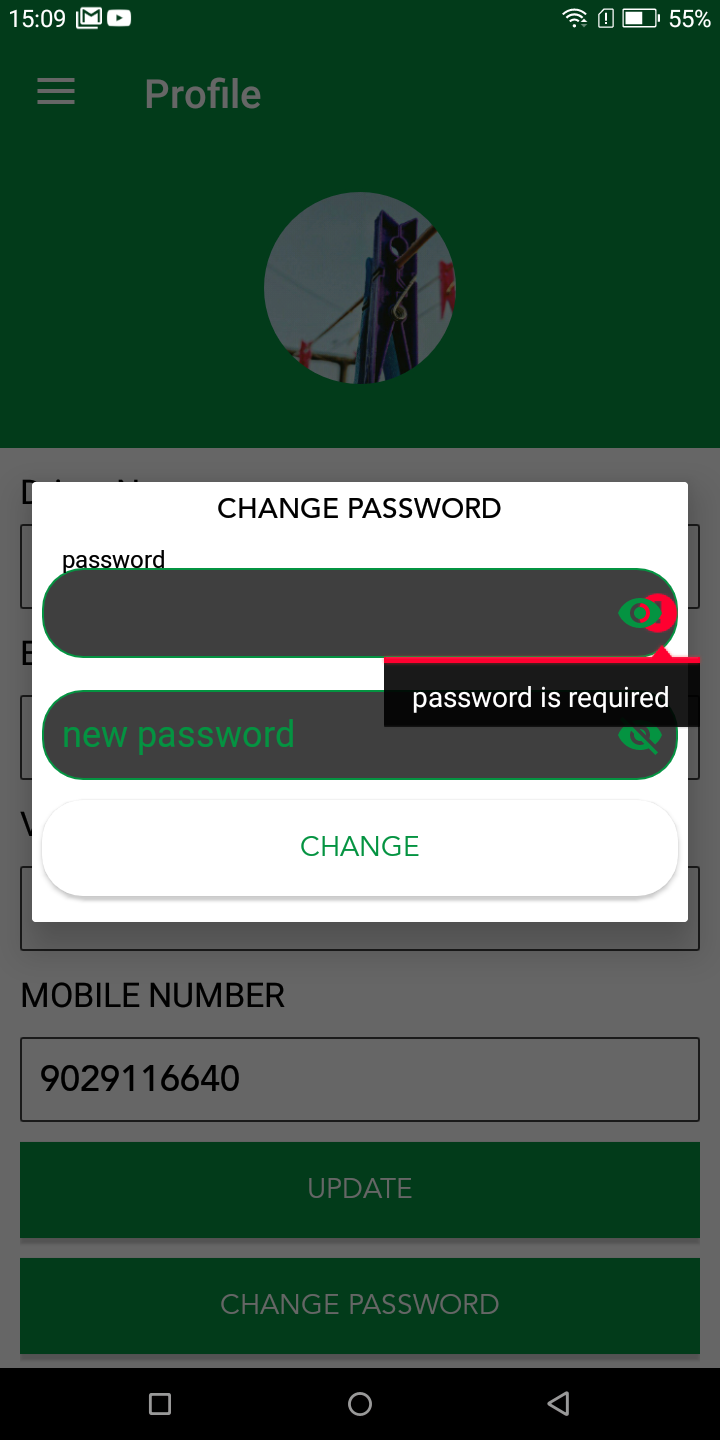 15:09
55%
Profile
CHANGE PASSWORD
password
password is required
new password
CHANGE
MOBILE NUMBER
9029116640
UPDATE
CHANGE PASSWORD